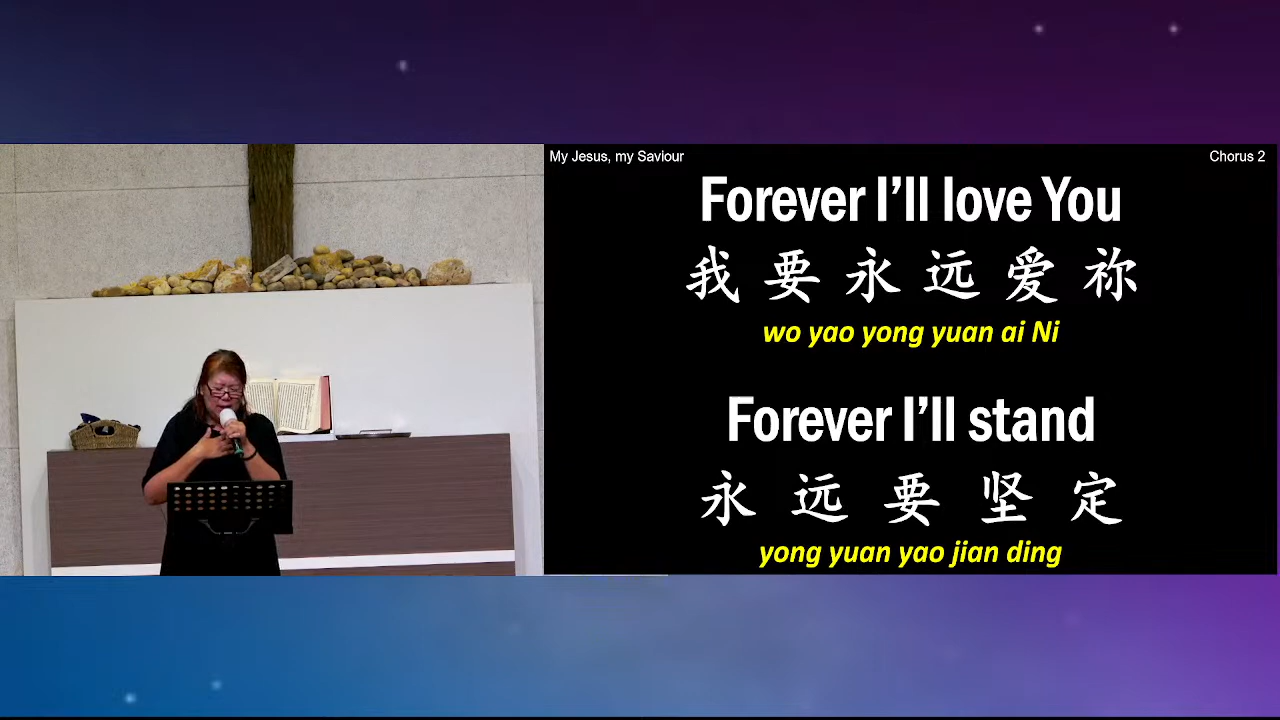 My Jesus, my Saviour
Chorus 2
Forever I'll love You
我要永远爱祢
wo yao yong yuan ai Ni
Forever I'll stand
永远要坚定
yong yuan yao jian ding